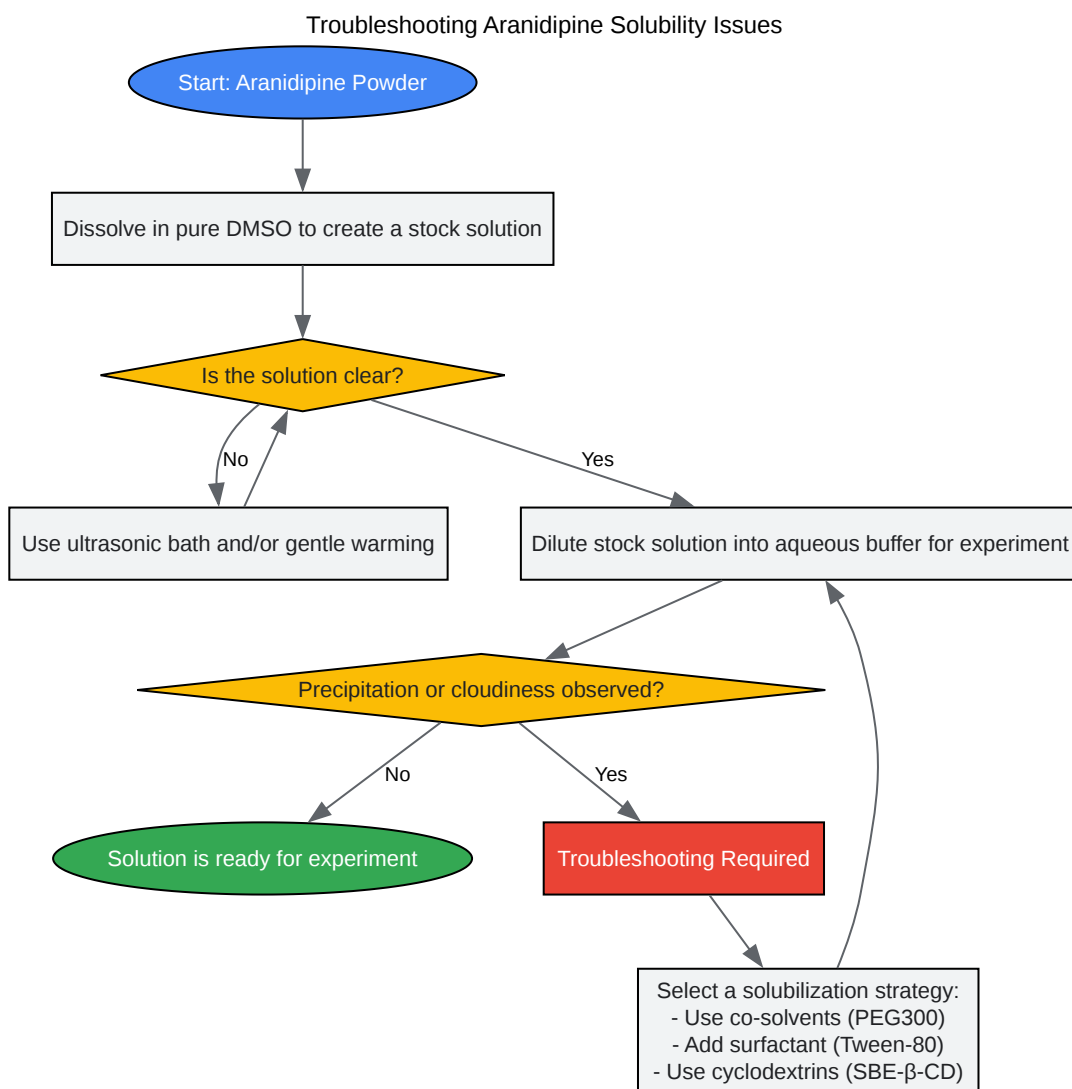 Troubleshooting Aranidipine Solubility Issues
Start: Aranidipine Powder
Dissolve in pure DMSO to create a stock solution
Is the solution clear?
No
Yes
Use ultrasonic bath and/or gentle warming
Dilute stock solution into aqueous buffer for experiment
Precipitation or cloudiness observed?
No
Yes
Solution is ready for experiment
Troubleshooting Required
Select a solubilization strategy:
- Use co-solvents (PEG300)
- Add surfactant (Tween-80)
- Use cyclodextrins (SBE-β-CD)